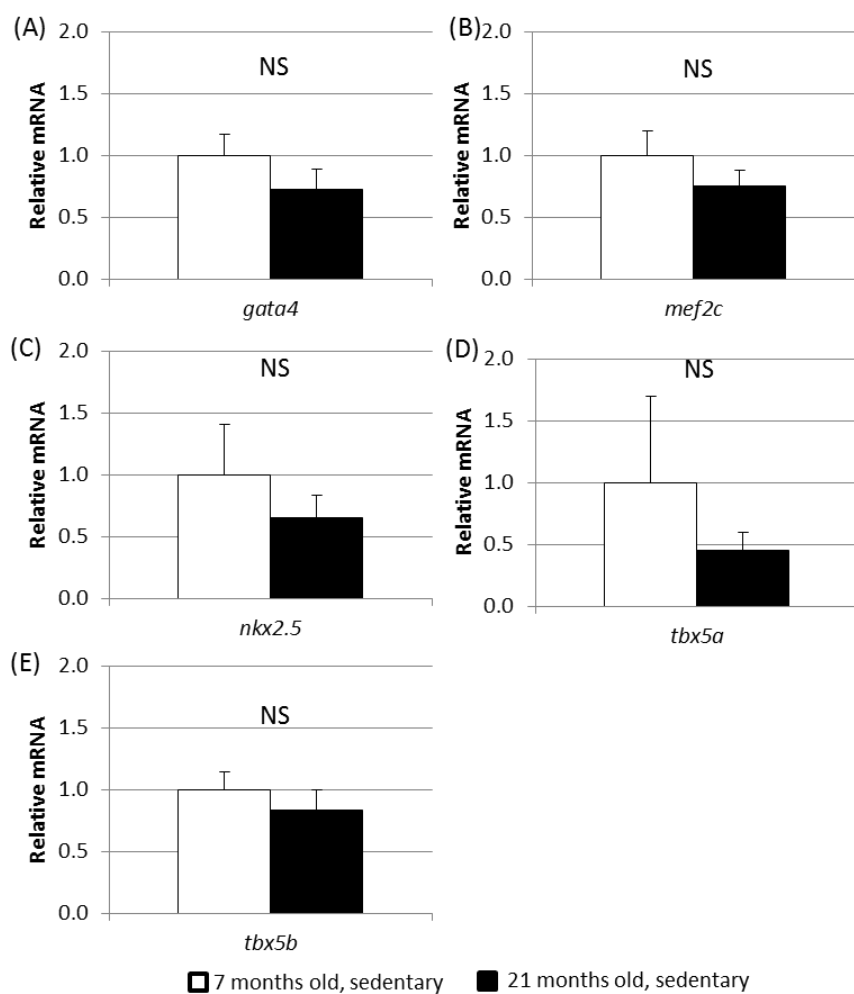 (A)
2.0
1.5
1.0
0.5
0.0
Relative mRNA
NS
gata4
(B)
2.0
1.5
1.0
0.5
0.0
Relative mRNA
NS
mef2c
(C)
2.0
1.5
1.0
0.5
0.0
Relative mRNA
NS
nkx2.5
(D)
2.0
1.5
1.0
0.5
0.0
Relative mRNA
NS
tbx5a
(E)
2.0
1.5
1.0
0.5
0.0
Relative mRNA
NS
tbx5b
7 months old, sedentary
21 months old, sedentary